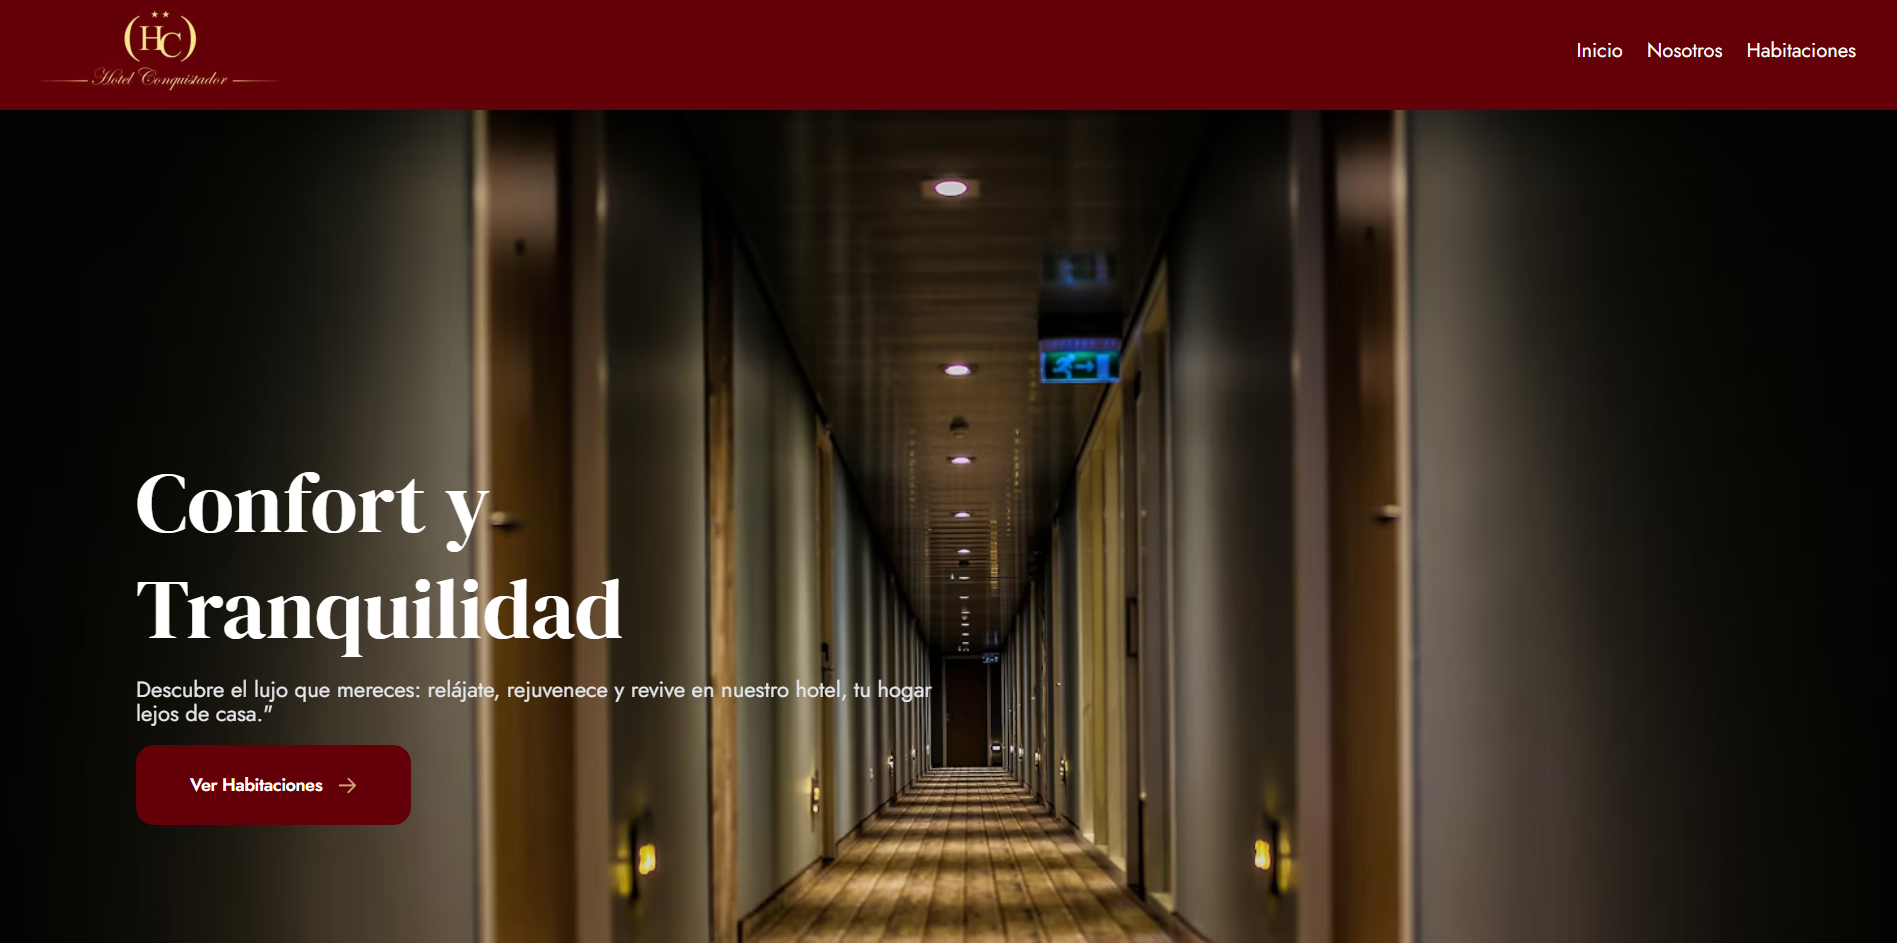 HC
Hotel Conquistador
Inicio Nosotros Habitaciones
Confort y
Tranquilidad
Descubre el lujo que mereces: relájate, rejuvenece y revive en nuestro hotel, tu hogar
lejos de casa."
Ver Habitaciones →